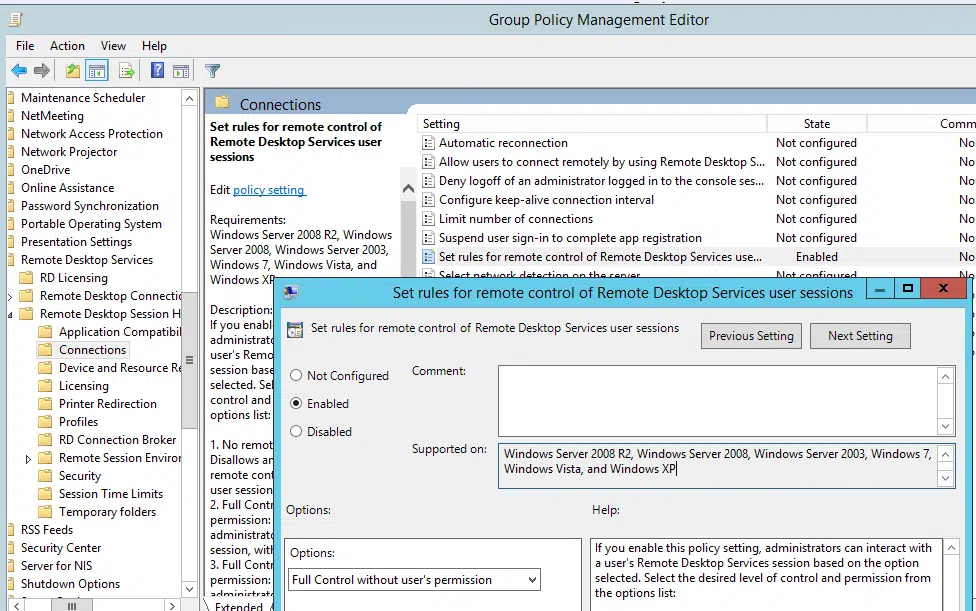 Group Policy Management Editor
File Action View Help
Maintenance Scheduler
NetMeeting
Network Access Protection
Network Projector
OneDrive
Online Assistance
Password Synchronization
Portable Operating System
Presentation Settings
Remote Desktop Services
RD Licensing
Remote Desktop Connectic
Remote Desktop Session H
Application Compatibil
Connections
Device and Resource Re
Licensing
Printer Redirection
Profiles
RD Connection Broker
Remote Session Enviror
Security
Session Time Limits
Temporary folders
RSS Feeds
Security Center
Server for NIS
Shutdown Options
Connections
Set rules for remote control of
Remote Desktop Services user
sessions
Edit policy setting
Requirements:
Windows Server 2008 R2, Windows
Server 2008, Windows Server 2003,
Windows 7, Windows Vista, and
Windows XP
Description:
If you enabl
administrato
user's Remo
session base
selected. Sel
control and
options list:
1. No remot
Disallows an
remote cont
user session
2. Full Contr
permission:
administrato
session, with
3. Full Contr
permission:
administrato
Extended
Setting State Comm
Automatic reconnection Not configured No
Allow users to connect remotely by using Remote Desktop S... Not configured No
Deny logoff of an administrator logged in to the console ses... Not configured No
Configure keep-alive connection interval Not configured No
Limit number of connections Not configured No
Suspend user sign-in to complete app registration Not configured No
Set rules for remote control of Remote Desktop Services use... Enabled No
Select network detection on the server Not configured No
Set rules for remote control of Remote Desktop Services user sessions
Set rules for remote control of Remote Desktop Services user sessions
Previous Setting Next Setting
Not Configured
Enabled
Disabled
Comment:
Supported on:
Windows Server 2008 R2, Windows Server 2008, Windows Server 2003, Windows 7,
Windows Vista, and Windows XP
Options:
Help:
Options:
Full Control without user's permission
If you enable this policy setting, administrators can interact with
a user's Remote Desktop Services session based on the option
selected. Select the desired level of control and permission from
the options list: